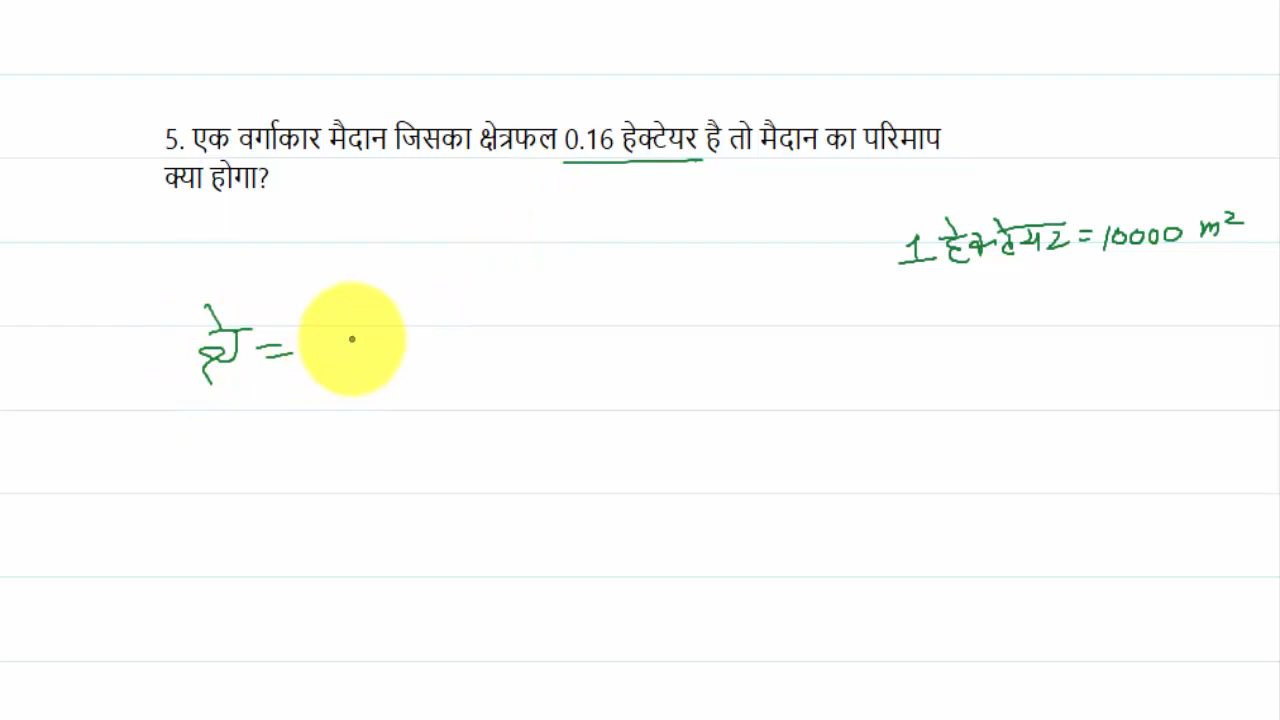 5. एक वर्गाकार मैदान जिसका क्षेत्रफल 0.16 हेक्टेयर है तो मैदान का परिमाप
क्या होगा?
1 हेक्टेयर = 10000 m²
क्षे =